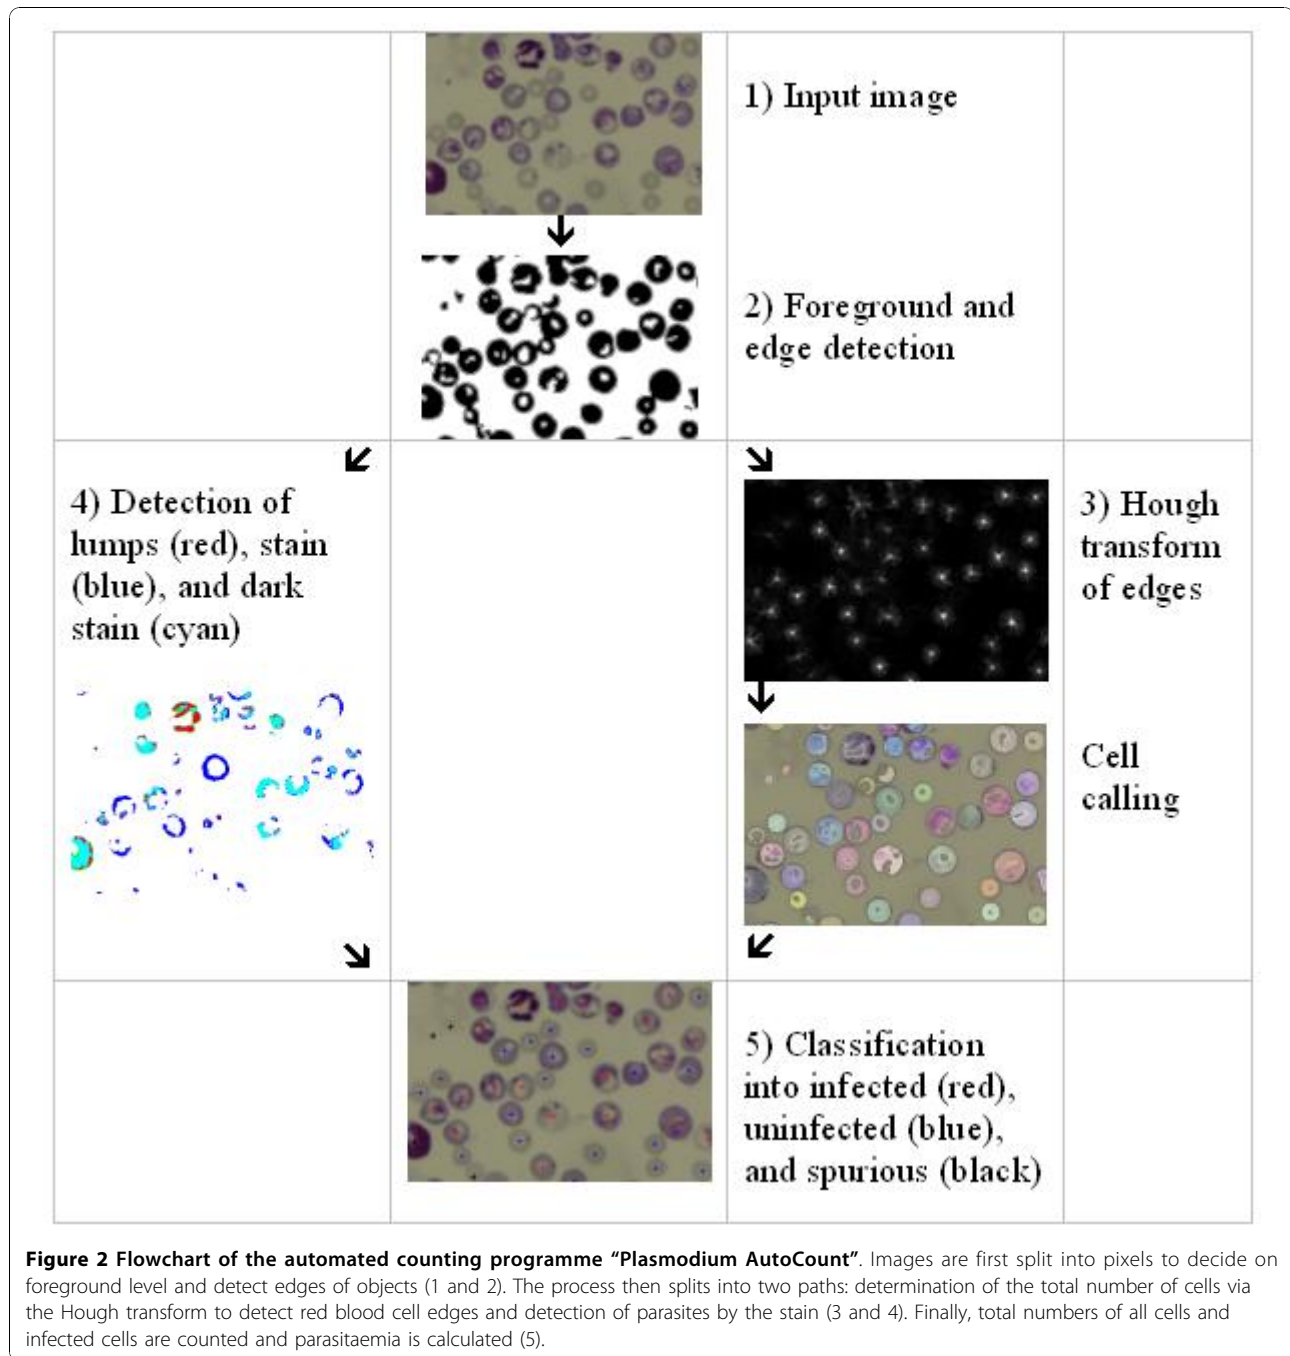 1) Input image
2) Foreground and
edge detection
4) Detection of
lumps (red), stain
(blue), and dark
stain (cyan)
3) Hough
transform
of edges
Cell
calling
5) Classification
into infected (red),
uninfected (blue),
and spurious (black)
Figure 2 Flowchart of the automated counting programme “Plasmodium AutoCount”. Images are first split into pixels to decide on
foreground level and detect edges of objects (1 and 2). The process then splits into two paths: determination of the total number of cells via
the Hough transform to detect red blood cell edges and detection of parasites by the stain (3 and 4). Finally, total numbers of all cells and
infected cells are counted and parasitaemia is calculated (5).